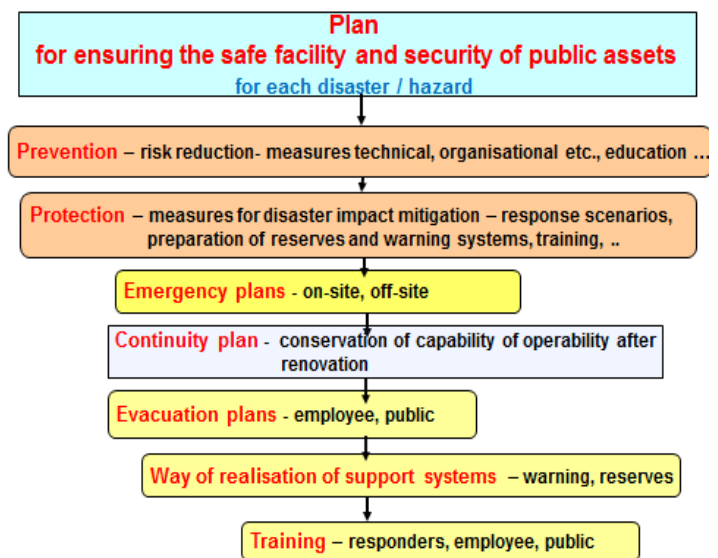 Plan
for ensuring the safe facility and security of public assets
for each disaster / hazard
Prevention – risk reduction- measures technical, organisational etc., education ...
Protection – measures for disaster impact mitigation – response scenarios,
preparation of reserves and warning systems, training, ..
Emergency plans - on-site, off-site
Continuity plan - conservation of capability of operability after
renovation
Evacuation plans - employee, public
Way of realisation of support systems – warning, reserves
Training – responders, employee, public